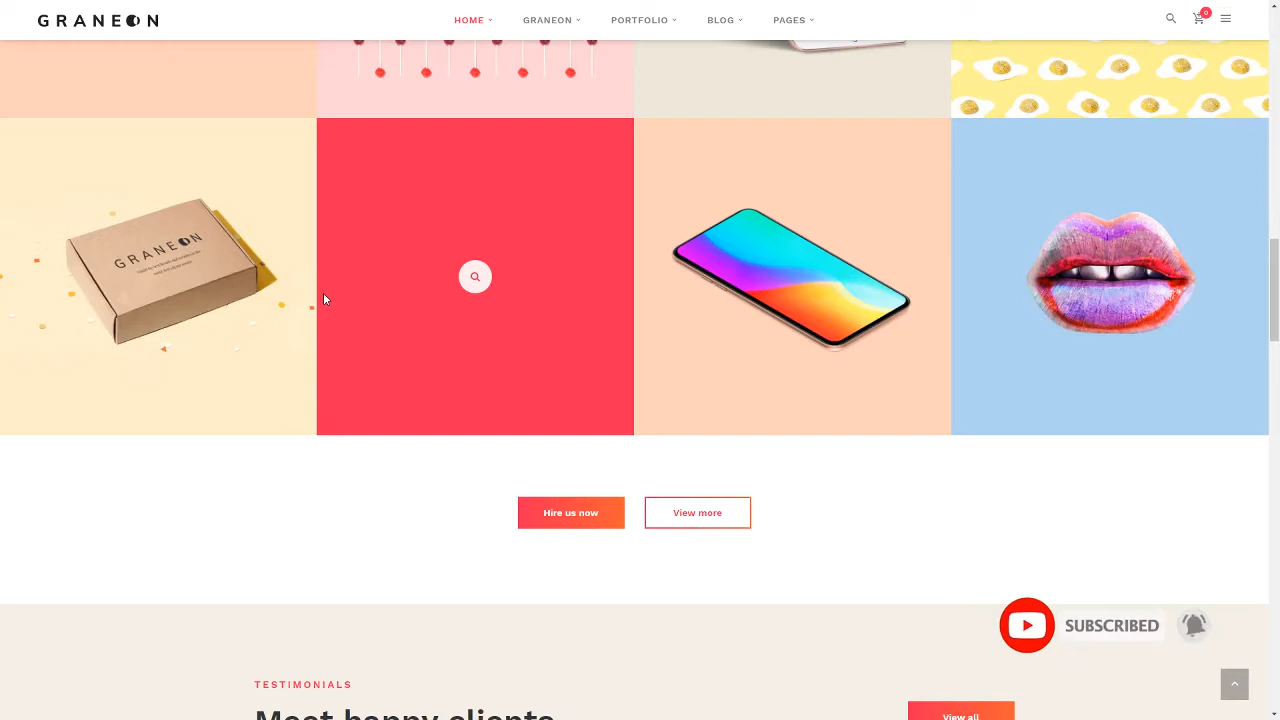 GRANEON
HOME
GRANEON
PORTFOLIO
BLOG
PAGES
0
GRANEON
Hire us now
View more
SUBSCRIBED
TESTIMONIALS
Meet happy clients
View all